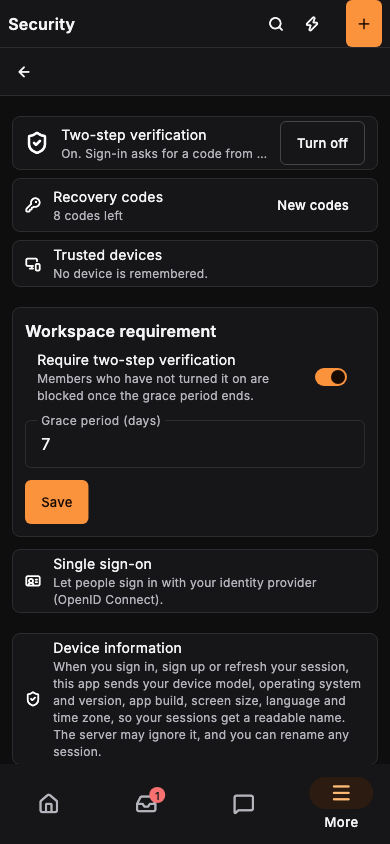 Security
Two-step verification
On. Sign-in asks for a code from ...
Turn off
Recovery codes
8 codes left
New codes
Trusted devices
No device is remembered.
Workspace requirement
Require two-step verification
Members who have not turned it on are
blocked once the grace period ends.
Grace period (days)
7
Save
Single sign-on
Let people sign in with your identity provider
(OpenID Connect).
Device information
When you sign in, sign up or refresh your session,
this app sends your device model, operating system
and version, app build, screen size, language and
time zone, so your sessions get a readable name.
The server may ignore it, and you can rename any
session.
1
More